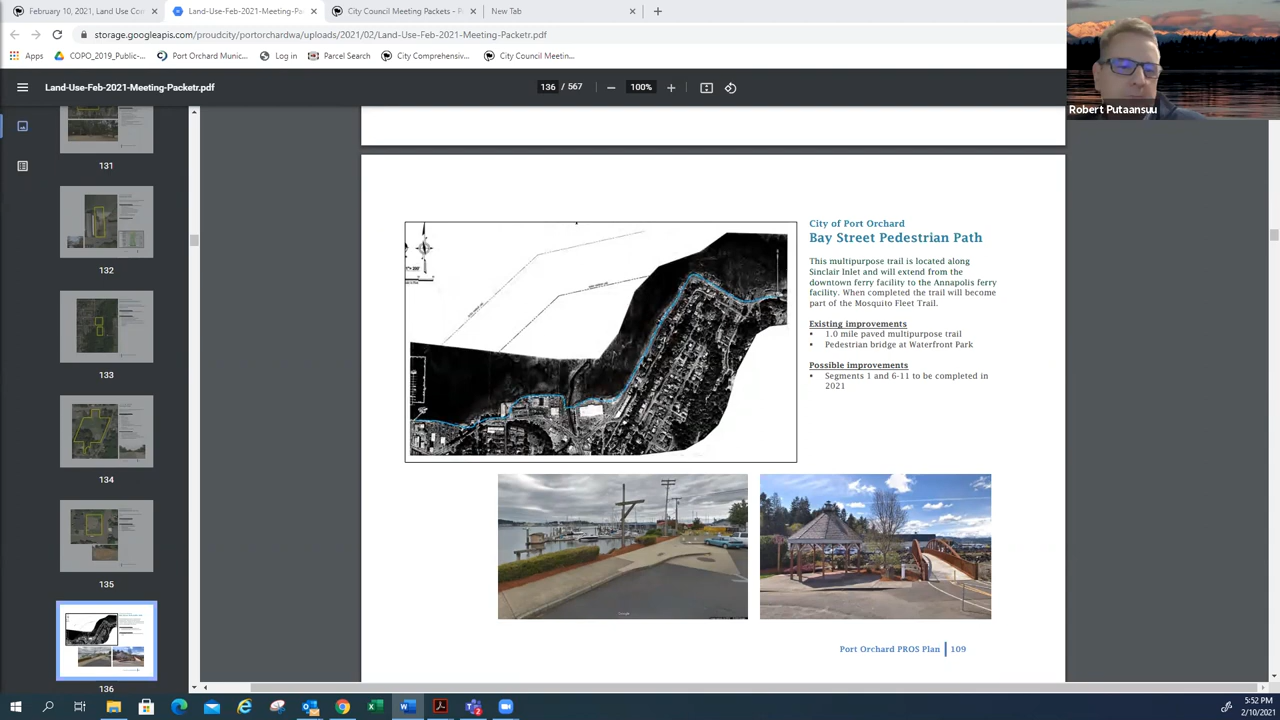 February 10, 2021, Land Use Co
Land-Use-Feb-2021-Meeting-Pa
City Council Meeting Packets - P
New Tab
storage.googleapis.com/proudcity/portorchardwa/uploads/2021/02/Land-Use-Feb-2021-Meeting-Packetr.pdf
Apps
COPO_2019_Public-...
Port Orchard Munic...
Log in
Parcel Search
City Comprehensiv...
City Council Meetin...
Land-Use-Feb-2021-Meeting-Packetr.pdf
136 / 567
100%
Robert Putaansuu
131
132
133
134
135
136
City of Port Orchard
Bay Street Pedestrian Path
This multipurpose trail is located along
Sinclair Inlet and will extend from the
downtown ferry facility to the Annapolis ferry
facility. When completed the trail will become
part of the Mosquito Fleet Trail.
Existing improvements
• 1.0 mile paved multipurpose trail
• Pedestrian bridge at Waterfront Park
Possible improvements
• Segments 1 and 6-11 to be completed in
2021
Google
Port Orchard PROS Plan | 109
5:52 PM
2/10/2021